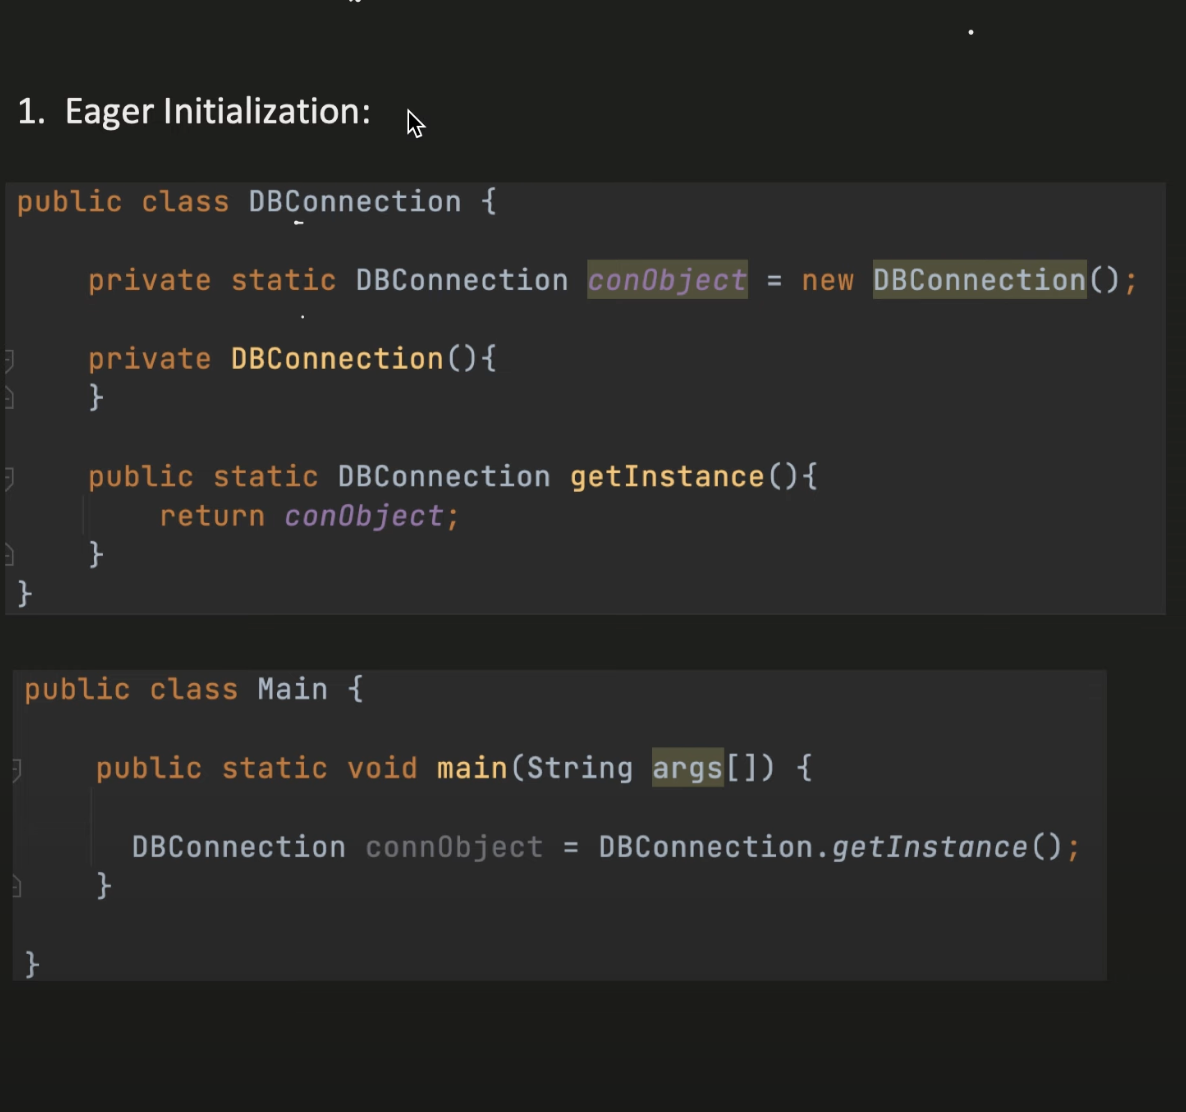 1. Eager Initialization:
public class DBConnection {
private static DBConnection conObject = new DBConnection();
private DBConnection(){
}
public static DBConnection getInstance(){
return conObject;
}
}
public class Main {
public static void main(String args[]) {
DBConnection connObject = DBConnection.getInstance();
}
}